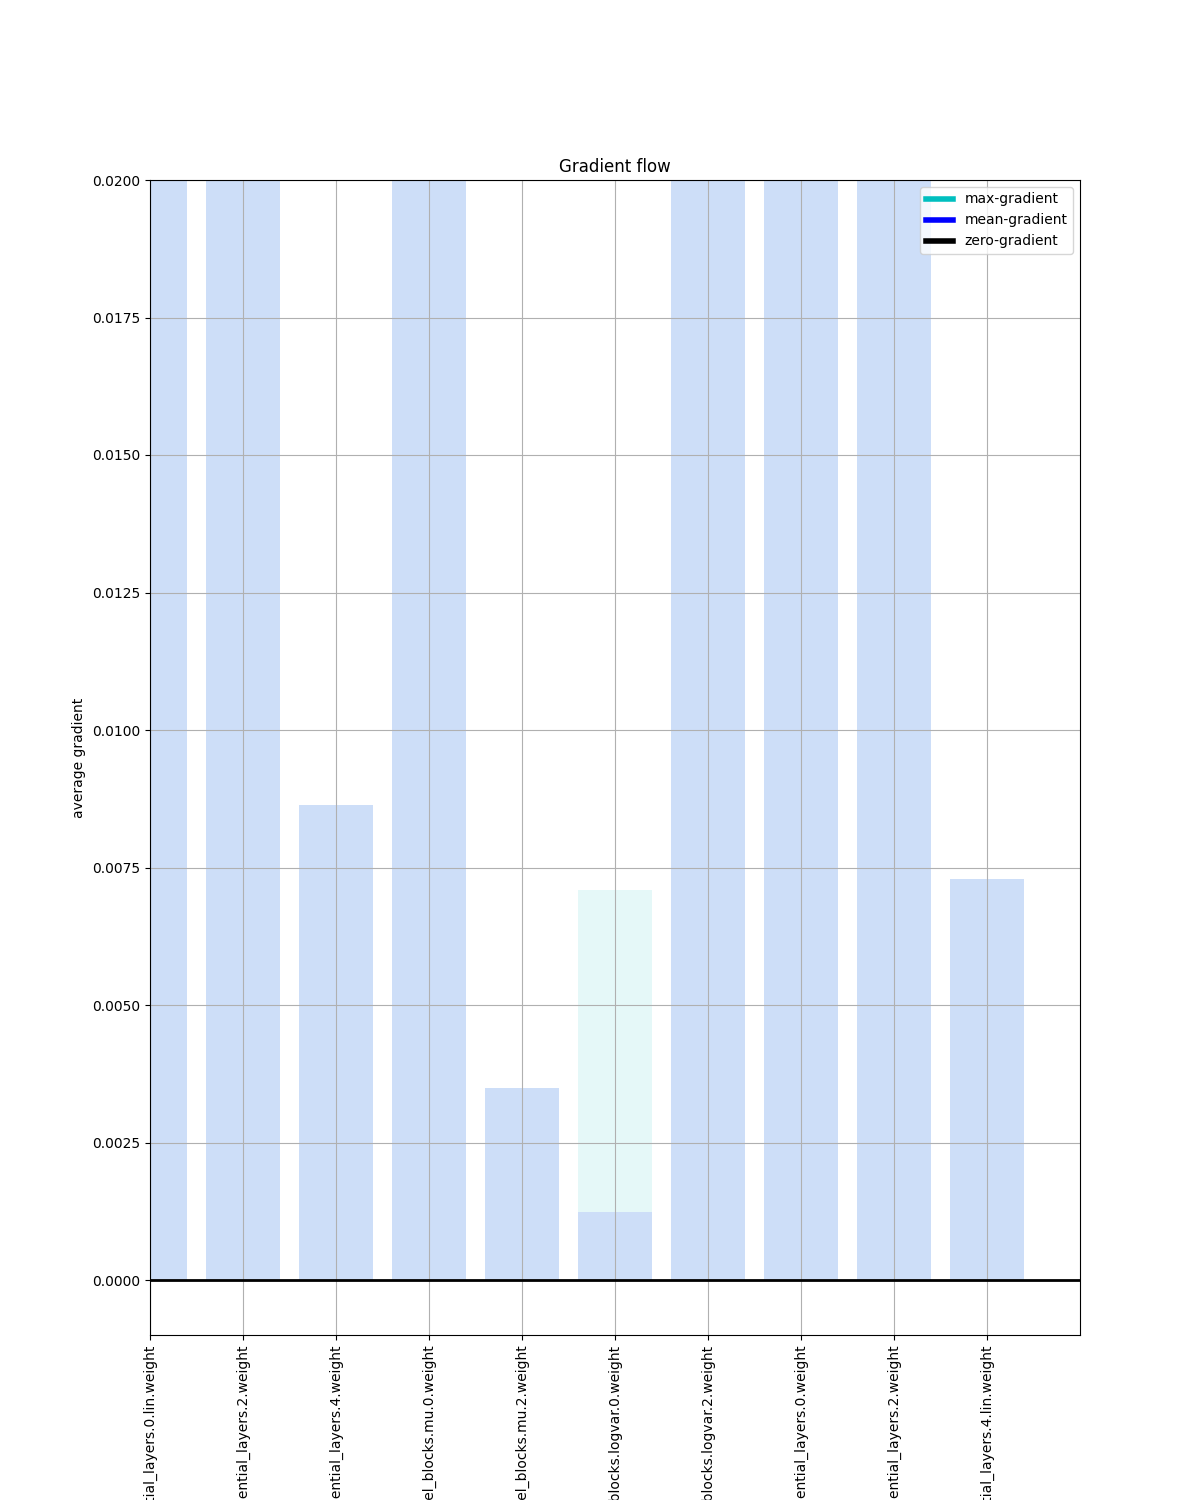 Gradient flow
max-gradient
mean-gradient
zero-gradient
average gradient
0.0200
0.0175
0.0150
0.0125
0.0100
0.0075
0.0050
0.0025
0.0000
tial_layers.0.lin.weight
ential_layers.2.weight
ential_layers.4.weight
el_blocks.mu.0.weight
el_blocks.mu.2.weight
blocks.logvar.0.weight
blocks.logvar.2.weight
ential_layers.0.weight
ential_layers.2.weight
tial_layers.4.lin.weight